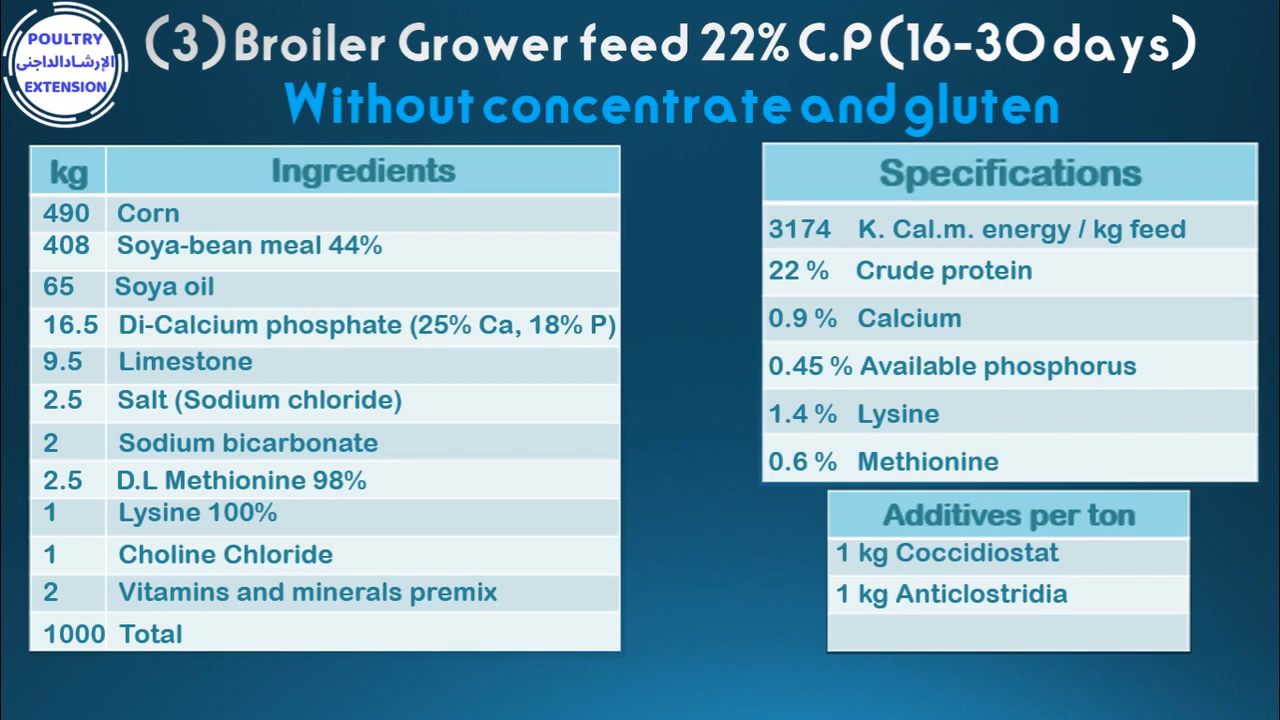 POULTRY
الإرشادالداجنى
EXTENSION
(3) Broiler Grower feed 22% C.P (16-30 days)
Without concentrate and gluten
kg Ingredients
490 Corn
408 Soya-bean meal 44%
65 Soya oil
16.5 Di-Calcium phosphate (25% Ca, 18% P)
9.5 Limestone
2.5 Salt (Sodium chloride)
2 Sodium bicarbonate
2.5 D.L Methionine 98%
1 Lysine 100%
1 Choline Chloride
2 Vitamins and minerals premix
1000 Total
Specifications
3174 K. Cal.m. energy / kg feed
22 % Crude protein
0.9 % Calcium
0.45 % Available phosphorus
1.4 % Lysine
0.6 % Methionine
Additives per ton
1 kg Coccidiostat
1 kg Anticlostridia